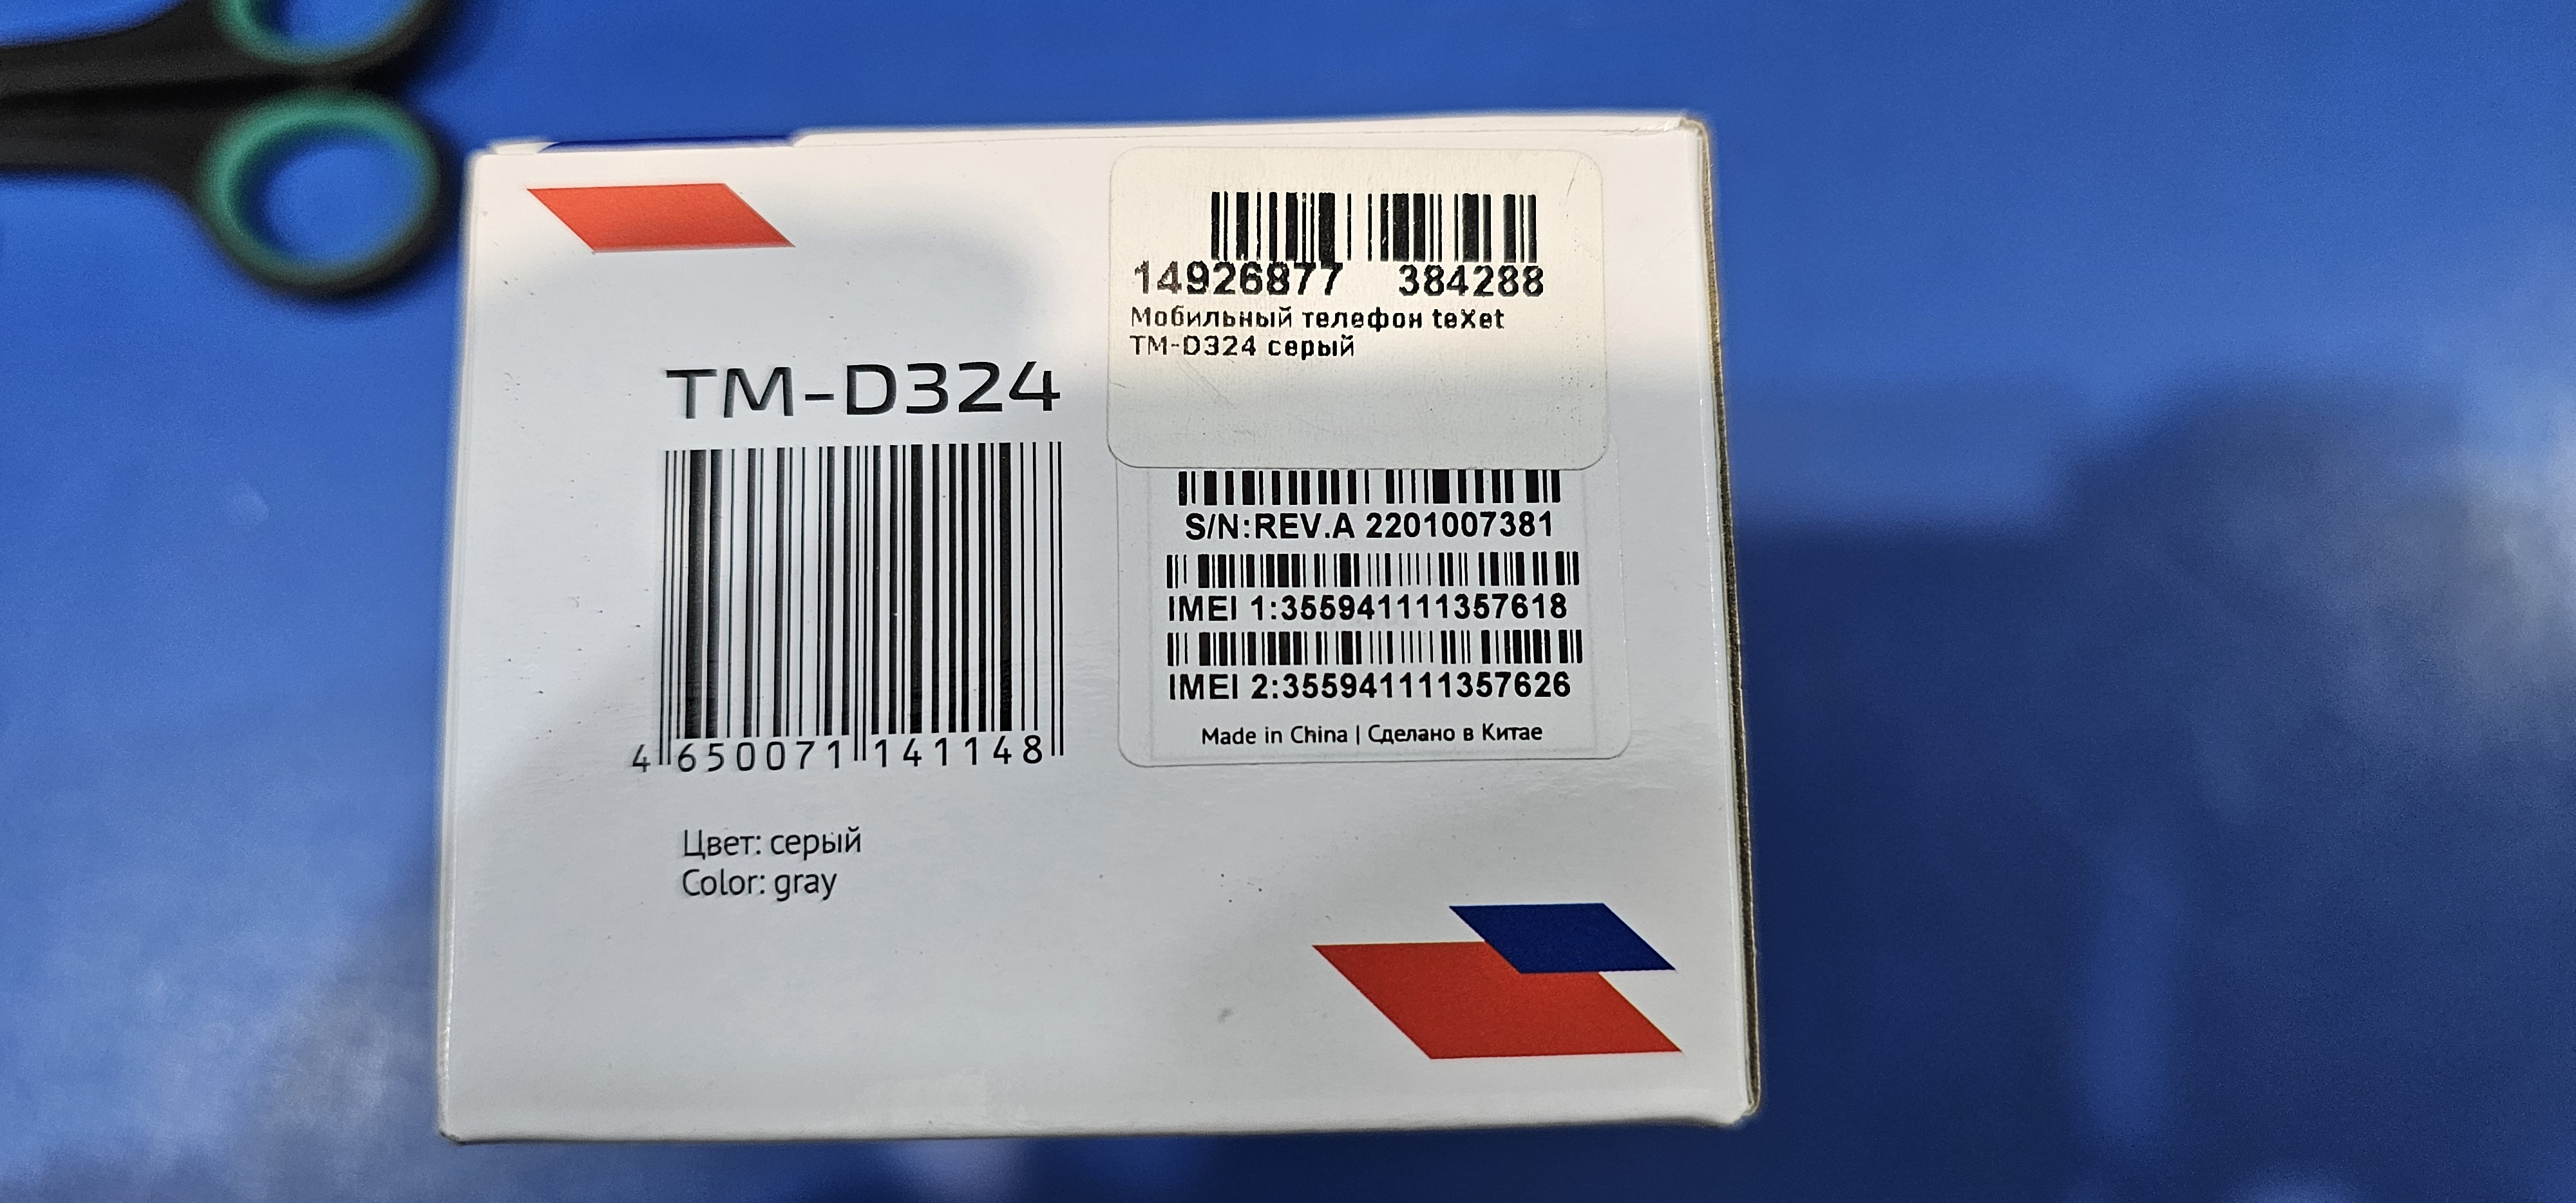 TM-D324
4 650071 141148
Цвет: серый
Color: gray
14926877 384288
Мобильный телефон teXet
TM-D324 серый
S/N:REV.A 2201007381
IMEI 1:355941111357618
IMEI 2:355941111357626
Made in China | Сделано в Китае